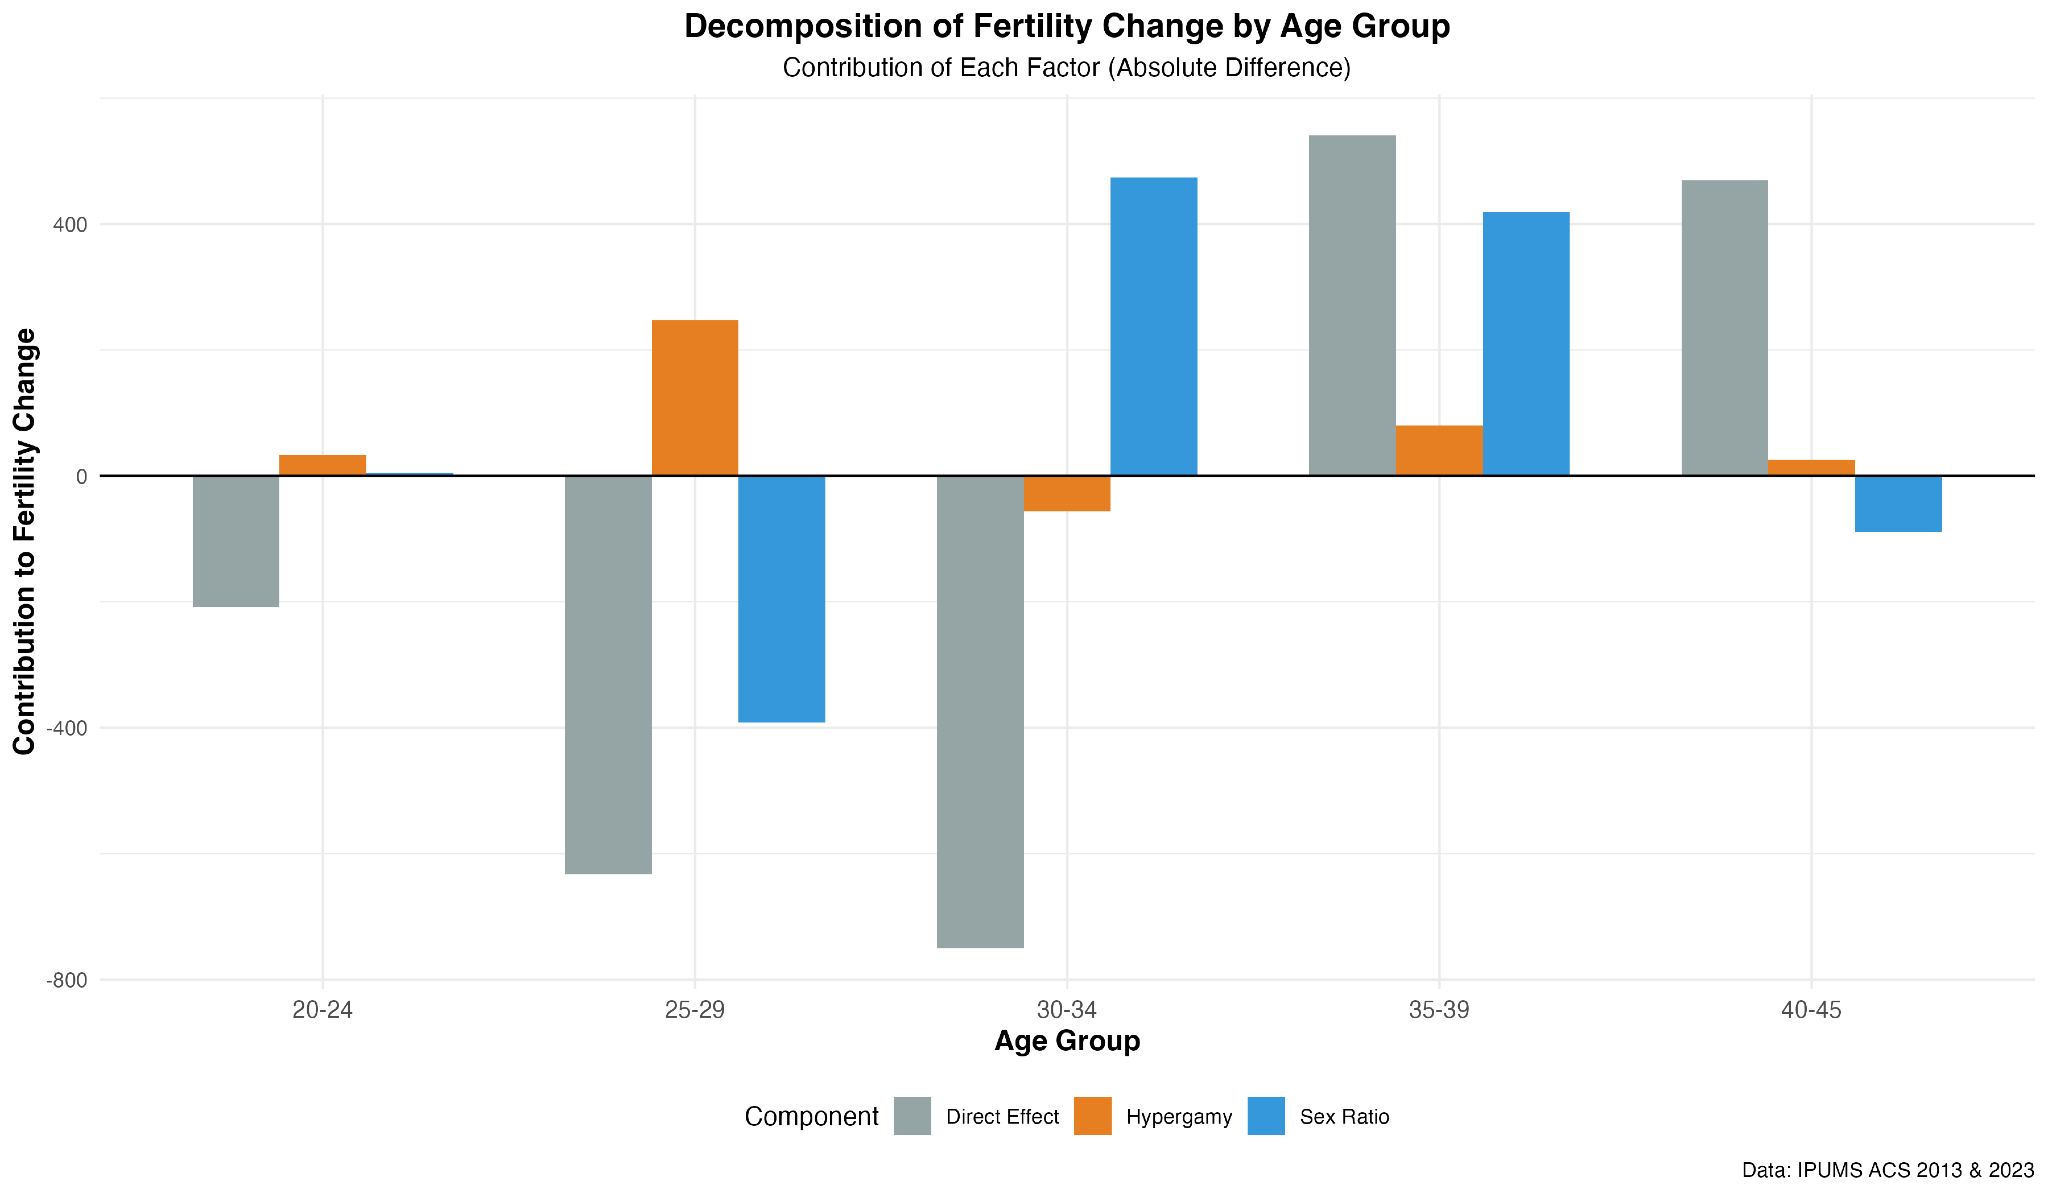 Decomposition of Fertility Change by Age Group
Contribution of Each Factor (Absolute Difference)
Contribution to Fertility Change
400
0
-400
-800
20-24
25-29
30-34
35-39
40-45
Age Group
Component
Direct Effect
Hypergamy
Sex Ratio
Data: IPUMS ACS 2013 & 2023